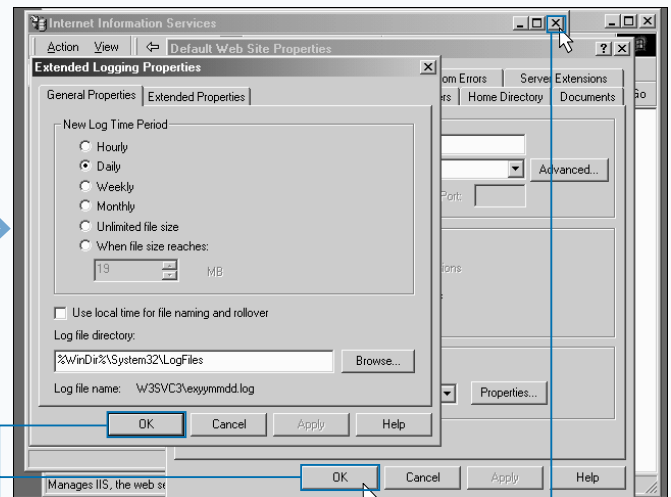 Internet Information Services
Action View
Default Web Site Properties
Extended Logging Properties
om Errors Server Extensions
General Properties Extended Properties
rs Home Directory Documents
Go
New Log Time Period
Hourly
Daily
Weekly
Monthly
Unlimited file size
When file size reaches:
19 MB
Advanced...
Port:
ions
Use local time for file naming and rollover
Log file directory:
%WinDir%\System32\LogFiles
Browse...
Log file name: W3SVC3\exyymmdd.log
Properties...
OK Cancel Apply Help
OK Cancel Apply Help
Manages IIS, the web se